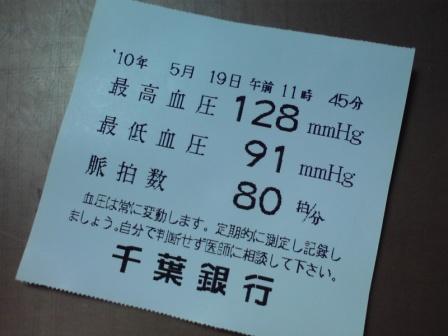 '10年 5月 19日 午前 11時 45分
最高血圧 128 mmHg
最低血圧 91 mmHg
脈拍数 80 拍/分
血圧は常に変動します。定期的に測定し記録し
ましょう。自分で判断せず医師に相談して下さい。
千葉銀行